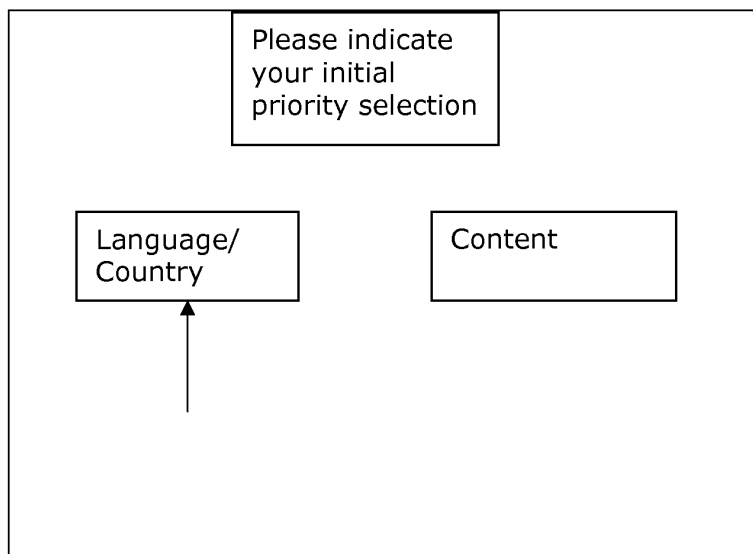 Please indicate
your initial
priority selection
Language/
Country
Content